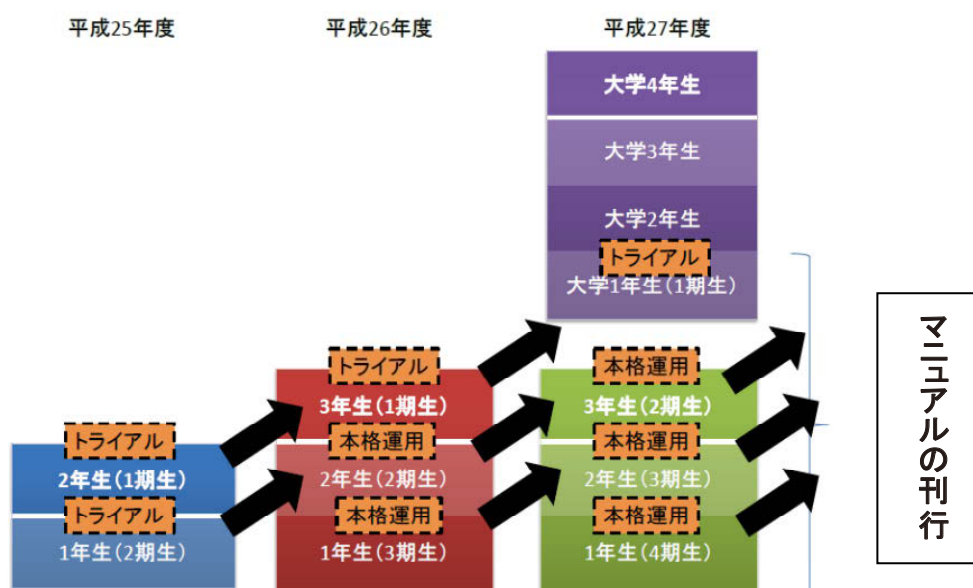 平成25年度
平成26年度
平成27年度
大学4年生
大学3年生
大学2年生
トライアル
大学1年生(1期生)
トライアル
3年生(1期生)
本格運用
3年生(2期生)
トライアル
2年生(1期生)
本格運用
2年生(2期生)
本格運用
2年生(3期生)
トライアル
1年生(2期生)
本格運用
1年生(3期生)
本格運用
1年生(4期生)
マニュアルの刊行